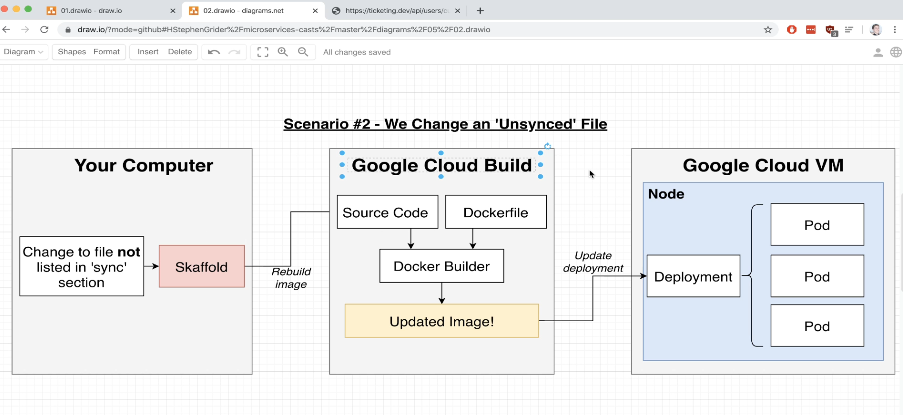 01.drawio - draw.io
02.drawio - diagrams.net
https://ticketing.dev/api/users/c
draw.io/?mode=github#HStephenGrider%2Fmicroservices-casts%2Fmaster%2Fdiagrams%2F05%2F02.drawio
Diagram
Shapes
Format
Insert
Delete
All changes saved
Scenario #2 - We Change an 'Unsynced' File
Your Computer
Change to file not
listed in 'sync'
section
Skaffold
Rebuild
image
Google Cloud Build
Source Code
Dockerfile
Docker Builder
Updated Image!
Update
deployment
Google Cloud VM
Node
Deployment
Pod
Pod
Pod